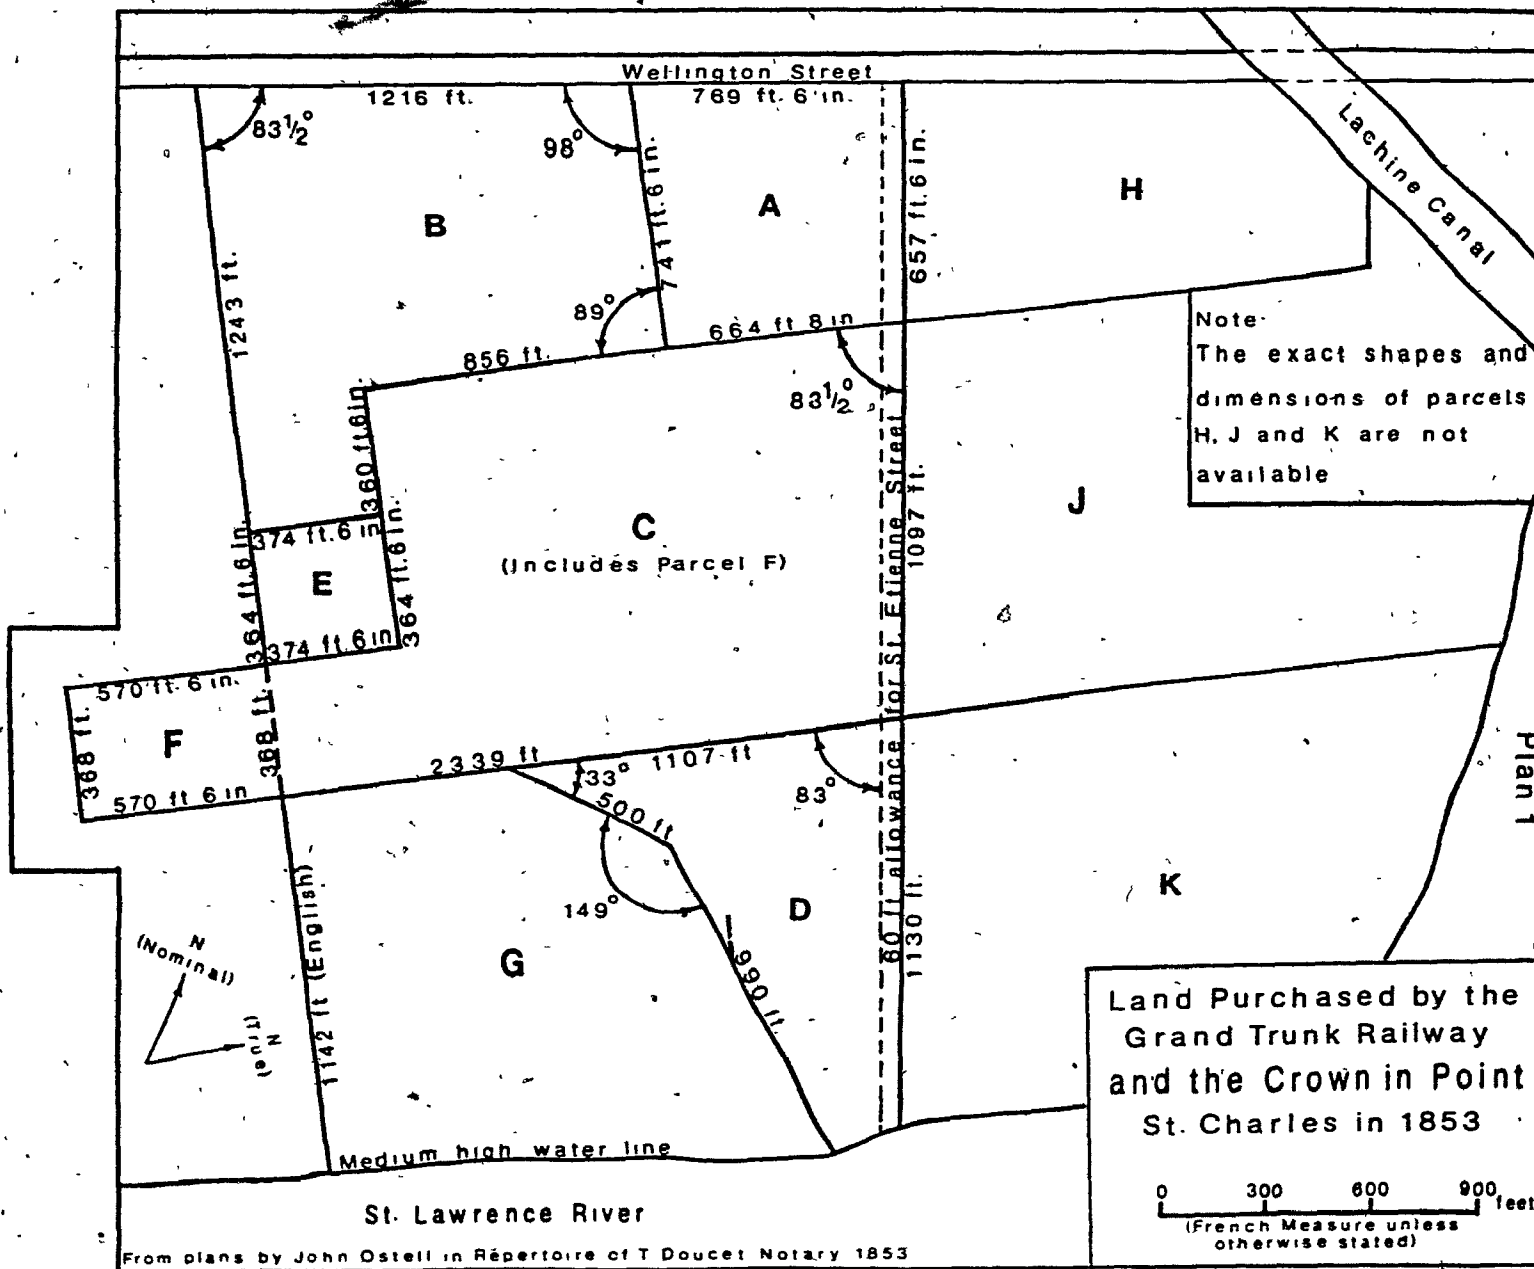 Wellington Street
1216 ft.
769 ft. 6 in.
83½°
98°
741 ft. 6 in.
657 ft. 6 in.
Lachine Canal
B
A
H
1243 ft.
89°
856 ft.
664 ft 8 in
83½°
360 ft.6in.
Note
The exact shapes and
dimensions of parcels
H, J and K are not
available
374 ft. 6 in
364 ft.6 in.
364 ft. 6 in.
E
374 ft. 6 in
C
(Includes Parcel F)
J
1097 ft.
60 ft allowance for St. Etienne Street
570 ft. 6 in.
368 ft.
F
368 ft.
570 ft 6 in
2339 ft
33°
1107 ft
500 ft
83°
149°
990 ft.
D
1130 ft.
K
G
1142 ft (English)
N
(Nominal)
N
(True)
Plan 1
Medium high water line
St. Lawrence River
From plans by John Ostell in Répertoire of T Doucet Notary 1853
Land Purchased by the
Grand Trunk Railway
and the Crown in Point
St. Charles in 1853
0 300 600 900 feet
(French Measure unless
otherwise stated)